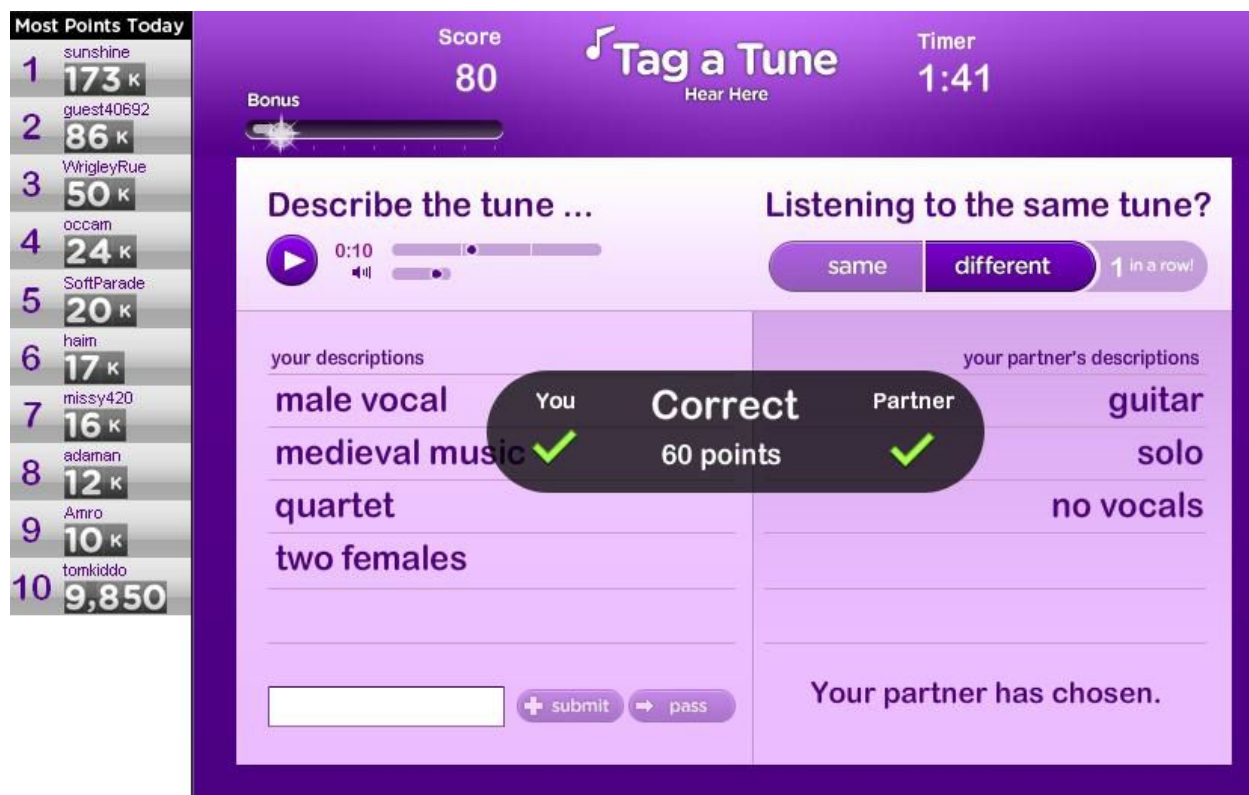 Most Points Today
1 sunshine
173 K
2 guest40692
86 K
3 WrigleyRue
50 K
4 occam
24 K
5 SoftParade
20 K
6 haim
17 K
7 missy420
16 K
8 adaman
12 K
9 Amro
10 K
10 tomkiddo
9,850
Score
80
Tag a Tune
Hear Here
Timer
1:41
Bonus
Describe the tune ...
0:10
Listening to the same tune?
same different 1 in a row!
your descriptions
male vocal
medieval music
quartet
two females
your partner's descriptions
guitar
solo
no vocals
You Correct Partner
60 points
submit pass
Your partner has chosen.